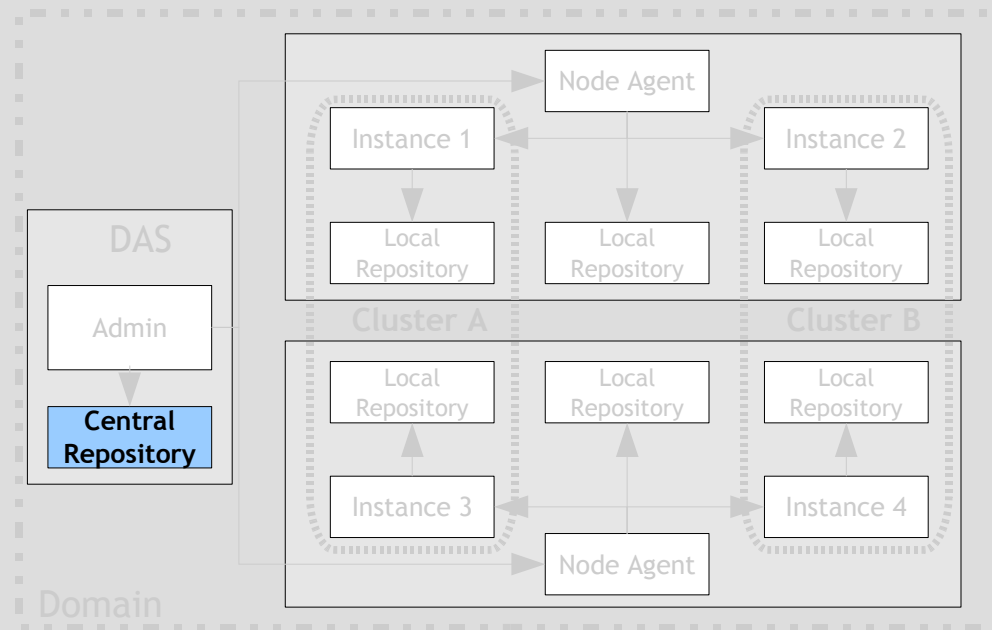 Node Agent
Instance 1
Instance 2
Local
Repository
Local
Repository
Local
Repository
DAS
Admin
Central
Repository
Cluster A
Cluster B
Local
Repository
Local
Repository
Local
Repository
Instance 3
Instance 4
Node Agent
Domain